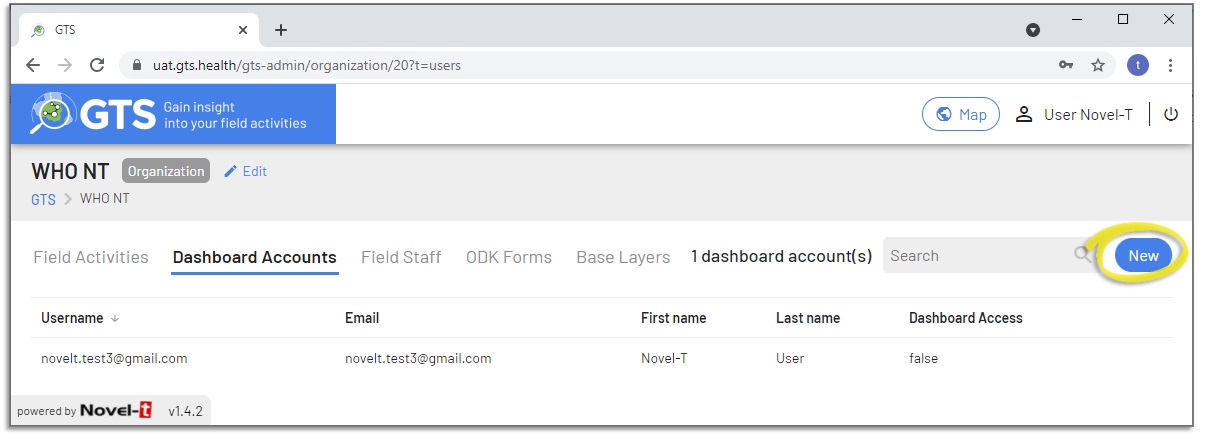 GTS
uat.gts.health/gts-admin/organization/20?t=users
t
GTS Gain insight
into your field activities
Map
User Novel-T
WHO NT Organization Edit
GTS WHO NT
Field Activities Dashboard Accounts Field Staff ODK Forms Base Layers 1 dashboard account(s) Search New
Username Email First name Last name Dashboard Access
novelt.test3@gmail.com novelt.test3@gmail.com Novel-T User false
powered by Novel-t v1.4.2